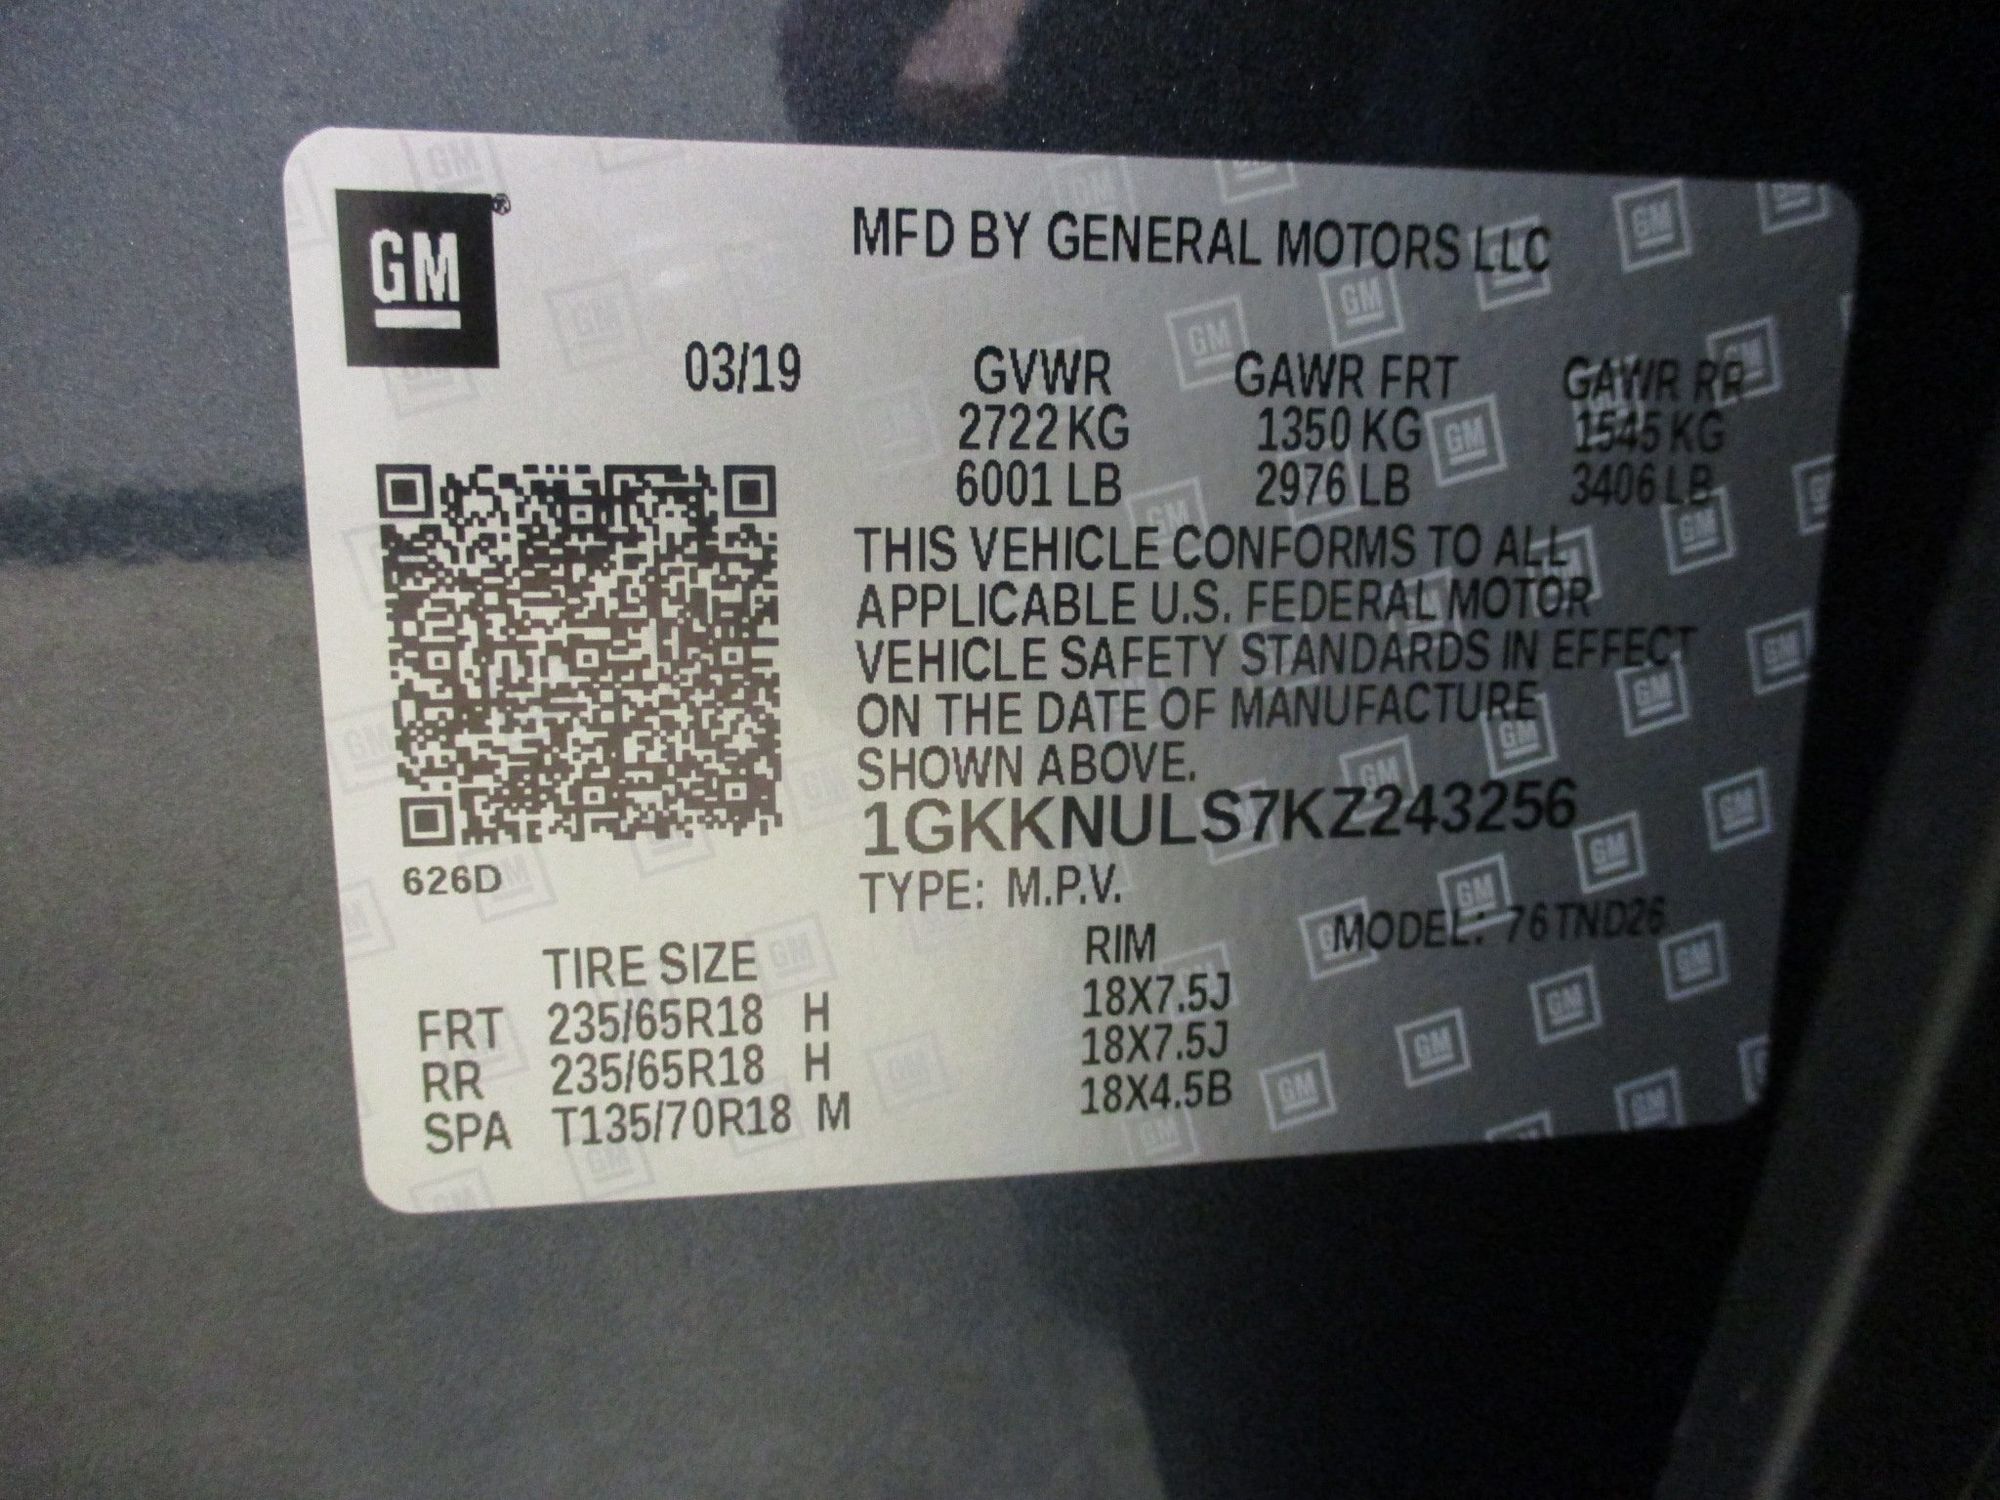 GM®
MFD BY GENERAL MOTORS LLC
03/19 GVWR GAWR FRT GAWR RR
2722 KG 1350 KG 1545 KG
6001 LB 2976 LB 3406 LB
THIS VEHICLE CONFORMS TO ALL
APPLICABLE U.S. FEDERAL MOTOR
VEHICLE SAFETY STANDARDS IN EFFECT
ON THE DATE OF MANUFACTURE
SHOWN ABOVE.
1GKKNULS7KZ243256
626D
TYPE: M.P.V.
MODEL: 76TND26
TIRE SIZE RIM
FRT 235/65R18 H 18X7.5J
RR 235/65R18 H 18X7.5J
SPA T135/70R18 M 18X4.5B